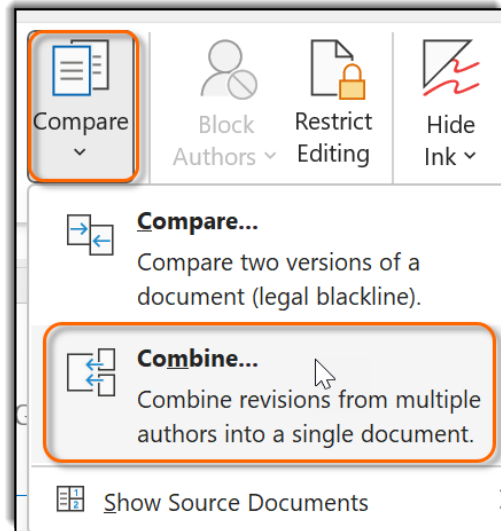 Compare
Block
Authors
Restrict
Editing
Hide
Ink
Compare...
Compare two versions of a
document (legal blackline).
Combine...
Combine revisions from multiple
authors into a single document.
Show Source Documents